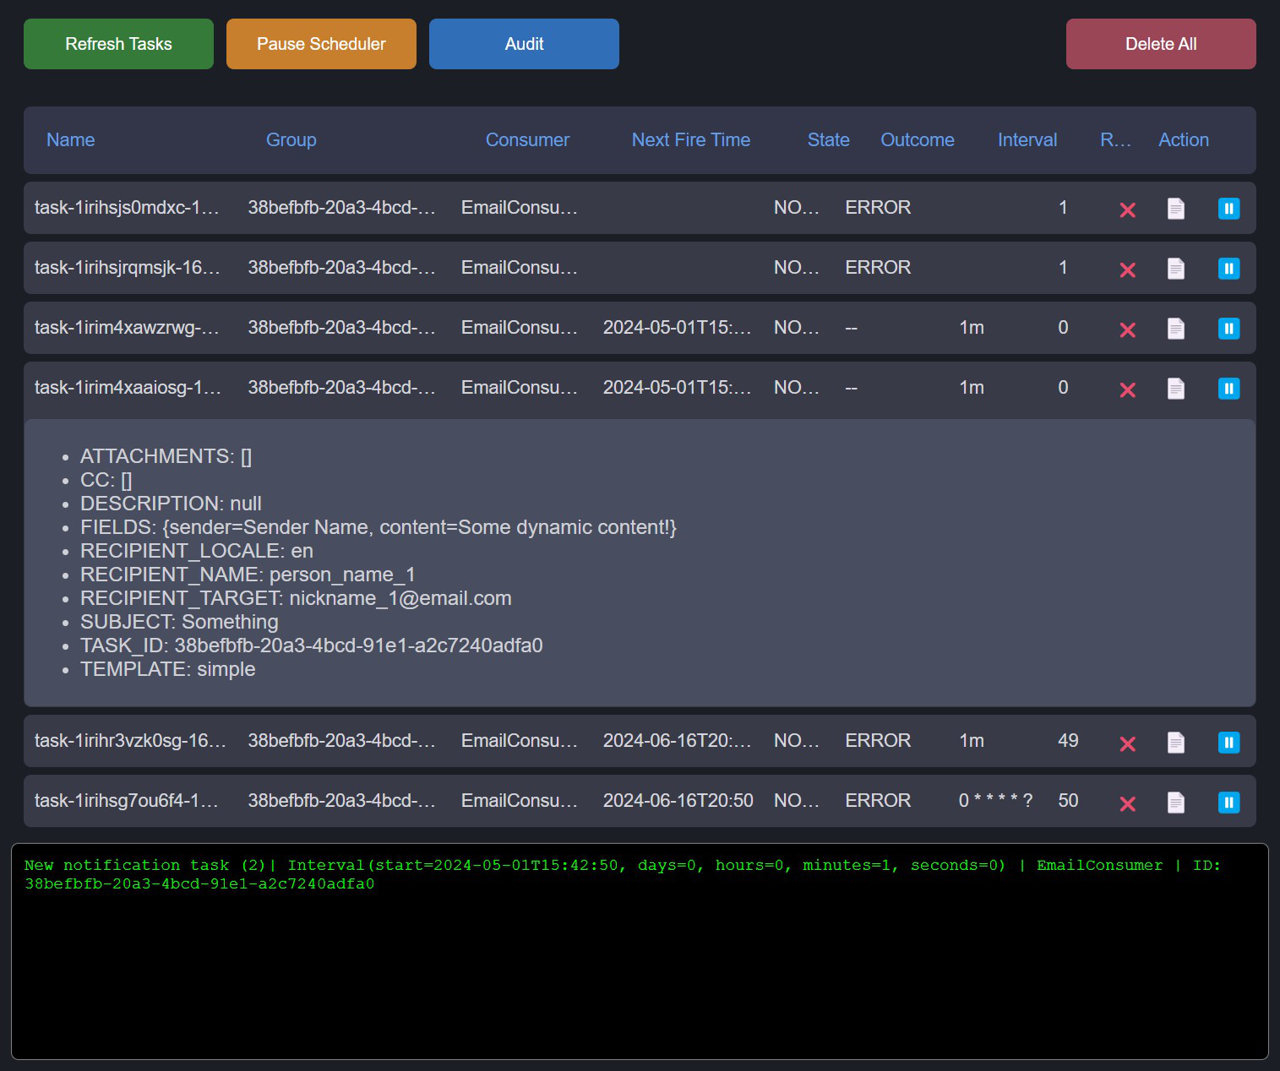 Refresh Tasks Pause Scheduler Audit Delete All
Name Group Consumer Next Fire Time State Outcome Interval R... Action
task-1irihsjs0mdxc-1... 38befbfb-20a3-4bcd-... EmailConsu... NO... ERROR 1
task-1irihsjrqmsjk-16... 38befbfb-20a3-4bcd-... EmailConsu... NO... ERROR 1
task-1irim4xawzrwg-... 38befbfb-20a3-4bcd-... EmailConsu... 2024-05-01T15:... NO... -- 1m 0
task-1irim4xaaiosg-1... 38befbfb-20a3-4bcd-... EmailConsu... 2024-05-01T15:... NO... -- 1m 0
• ATTACHMENTS: []
• CC: []
• DESCRIPTION: null
• FIELDS: {sender=Sender Name, content=Some dynamic content!}
• RECIPIENT_LOCALE: en
• RECIPIENT_NAME: person_name_1
• RECIPIENT_TARGET: nickname_1@email.com
• SUBJECT: Something
• TASK_ID: 38befbfb-20a3-4bcd-91e1-a2c7240adfa0
• TEMPLATE: simple
task-1irihr3vzk0sg-16... 38befbfb-20a3-4bcd-... EmailConsu... 2024-06-16T20:... NO... ERROR 1m 49
task-1irihsg7ou6f4-1... 38befbfb-20a3-4bcd-... EmailConsu... 2024-06-16T20:50 NO... ERROR 0 * * * * ? 50
New notification task (2)| Interval(start=2024-05-01T15:42:50, days=0, hours=0, minutes=1, seconds=0) | EmailConsumer | ID:
38befbfb-20a3-4bcd-91e1-a2c7240adfa0